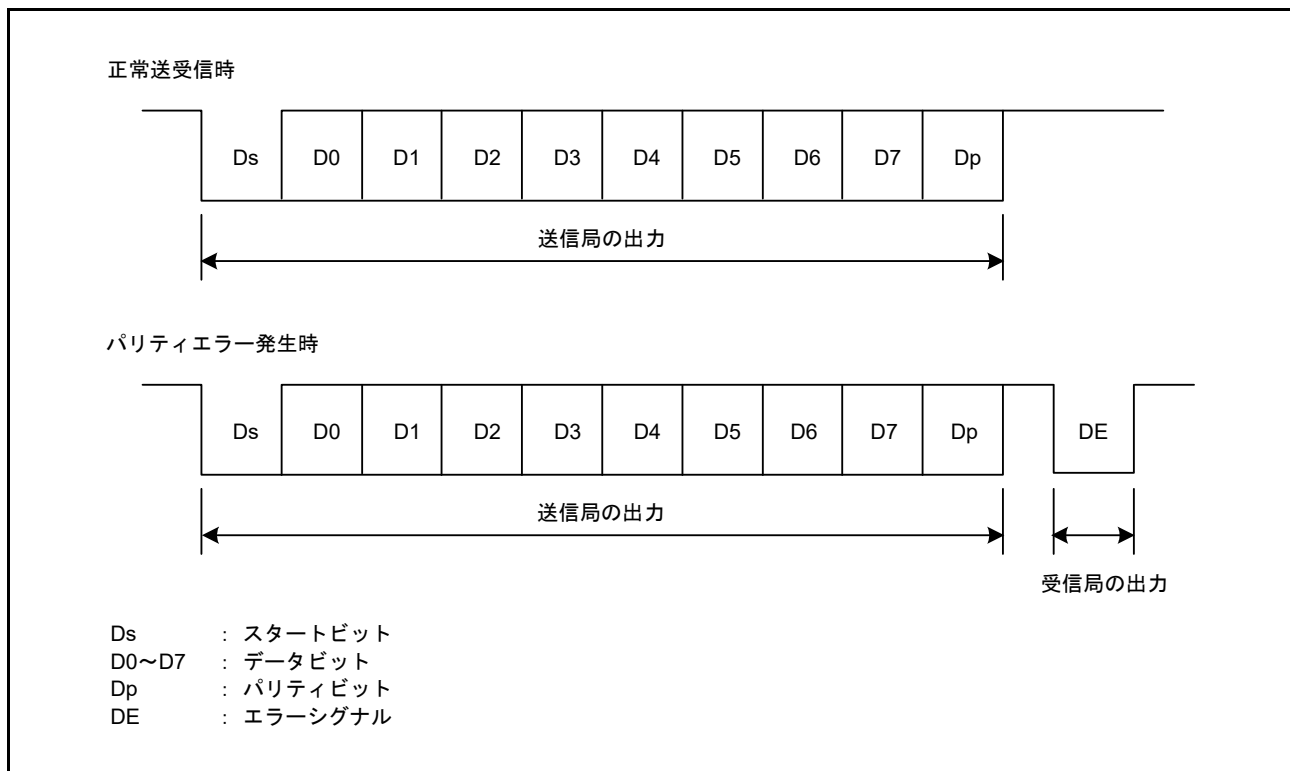 正常送受信時
Ds D0 D1 D2 D3 D4 D5 D6 D7 Dp
送信局の出力
パリティエラー発生時
Ds D0 D1 D2 D3 D4 D5 D6 D7 Dp DE
送信局の出力
受信局の出力
Ds : スタートビット
D0～D7 : データビット
Dp : パリティビット
DE : エラーシグナル